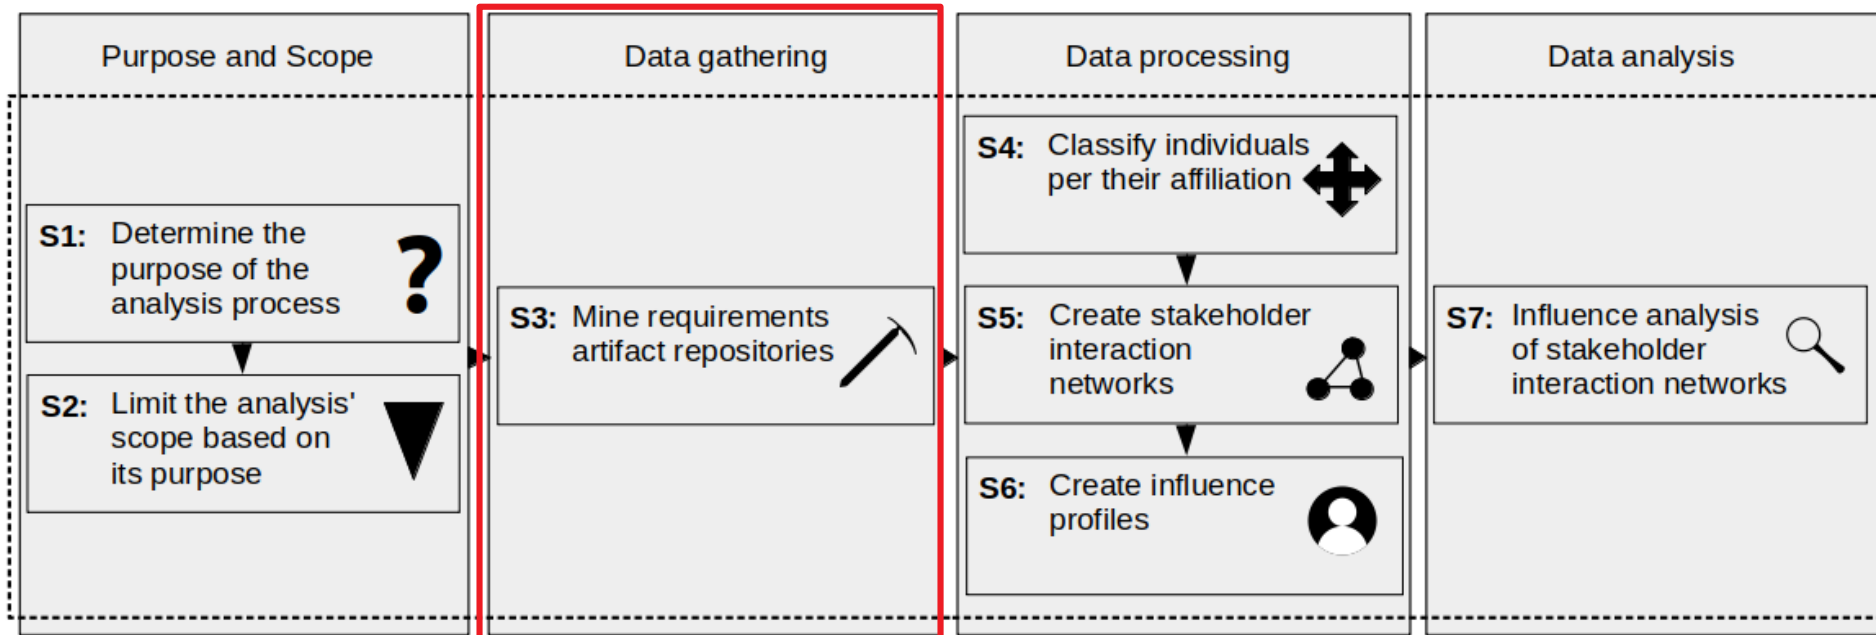 Purpose and Scope
S1: Determine the
purpose of the
analysis process
?
S2: Limit the analysis'
scope based on
its purpose
Data gathering
S3: Mine requirements
artifact repositories
Data processing
S4: Classify individuals
per their affiliation
S5: Create stakeholder
interaction
networks
S6: Create influence
profiles
Data analysis
S7: Influence analysis
of stakeholder
interaction networks